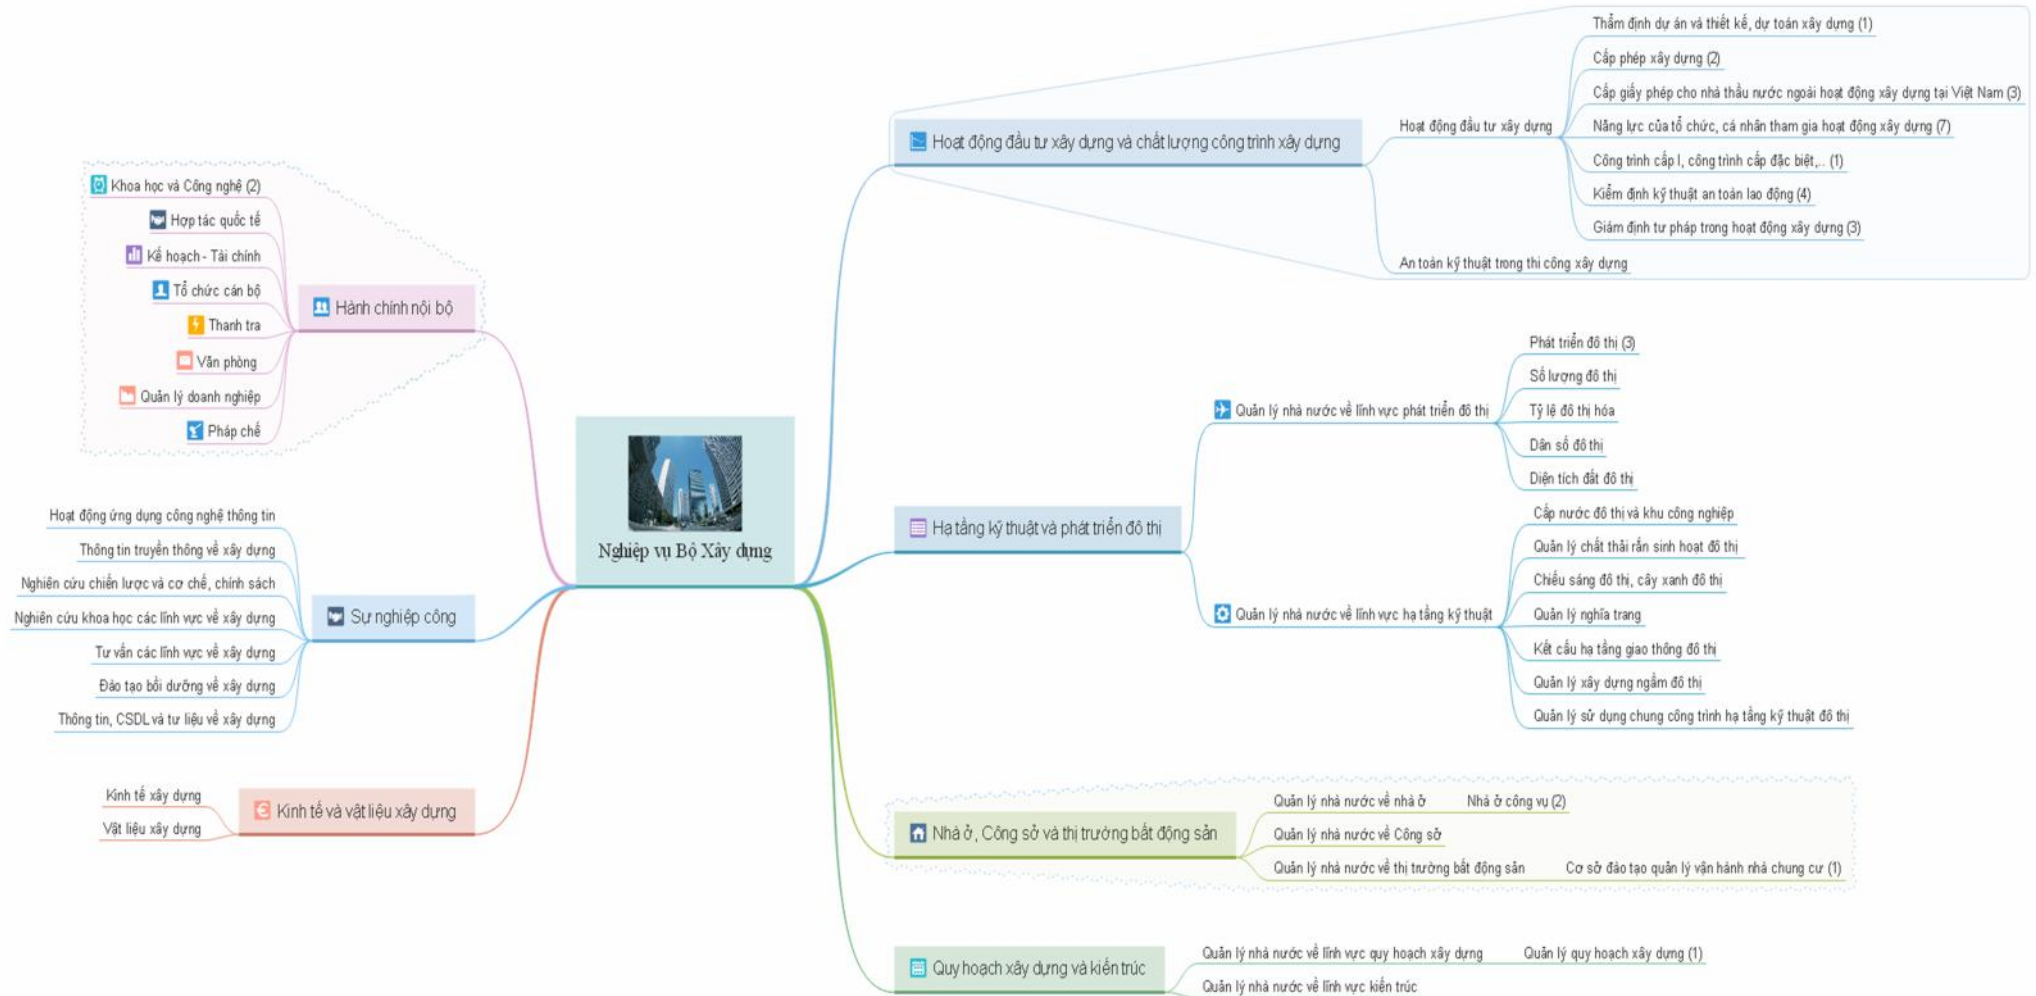 Nghiệp vụ Bộ Xây dựng
Hành chính nội bộ
Khoa học và Công nghệ (2)
Hợp tác quốc tế
Kế hoạch - Tài chính
Tổ chức cán bộ
Thanh tra
Văn phòng
Quản lý doanh nghiệp
Pháp chế
Sự nghiệp công
Hoạt động ứng dụng công nghệ thông tin
Thông tin truyền thông về xây dựng
Nghiên cứu chiến lược và cơ chế, chính sách
Nghiên cứu khoa học các lĩnh vực về xây dựng
Tư vấn các lĩnh vực về xây dựng
Đào tạo bồi dưỡng về xây dựng
Thông tin, CSDL và tư liệu về xây dựng
Kinh tế và vật liệu xây dựng
Kinh tế xây dựng
Vật liệu xây dựng
Hoạt động đầu tư xây dựng và chất lượng công trình xây dựng
Hoạt động đầu tư xây dựng
Thẩm định dự án và thiết kế, dự toán xây dựng (1)
Cấp phép xây dựng (2)
Cấp giấy phép cho nhà thầu nước ngoài hoạt động xây dựng tại Việt Nam (3)
Năng lực của tổ chức, cá nhân tham gia hoạt động xây dựng (7)
Công trình cấp I, công trình cấp đặc biệt,.. (1)
Kiểm định kỹ thuật an toàn lao động (4)
Giám định tư pháp trong hoạt động xây dựng (3)
An toàn kỹ thuật trong thi công xây dựng
Hạ tầng kỹ thuật và phát triển đô thị
Quản lý nhà nước về lĩnh vực phát triển đô thị
Phát triển đô thị (3)
Số lượng đô thị
Tỷ lệ đô thị hóa
Dân số đô thị
Diện tích đất đô thị
Quản lý nhà nước về lĩnh vực hạ tầng kỹ thuật
Cấp nước đô thị và khu công nghiệp
Quản lý chất thải rắn sinh hoạt đô thị
Chiếu sáng đô thị, cây xanh đô thị
Quản lý nghĩa trang
Kết cấu hạ tầng giao thông đô thị
Quản lý xây dựng ngầm đô thị
Quản lý sử dụng chung công trình hạ tầng kỹ thuật đô thị
Nhà ở, Công sở và thị trường bất động sản
Quản lý nhà nước về nhà ở
Nhà ở công vụ (2)
Quản lý nhà nước về Công sở
Quản lý nhà nước về thị trường bất động sản
Cơ sở đào tạo quản lý vận hành nhà chung cư (1)
Quy hoạch xây dựng và kiến trúc
Quản lý nhà nước về lĩnh vực quy hoạch xây dựng
Quản lý quy hoạch xây dựng (1)
Quản lý nhà nước về lĩnh vực kiến trúc